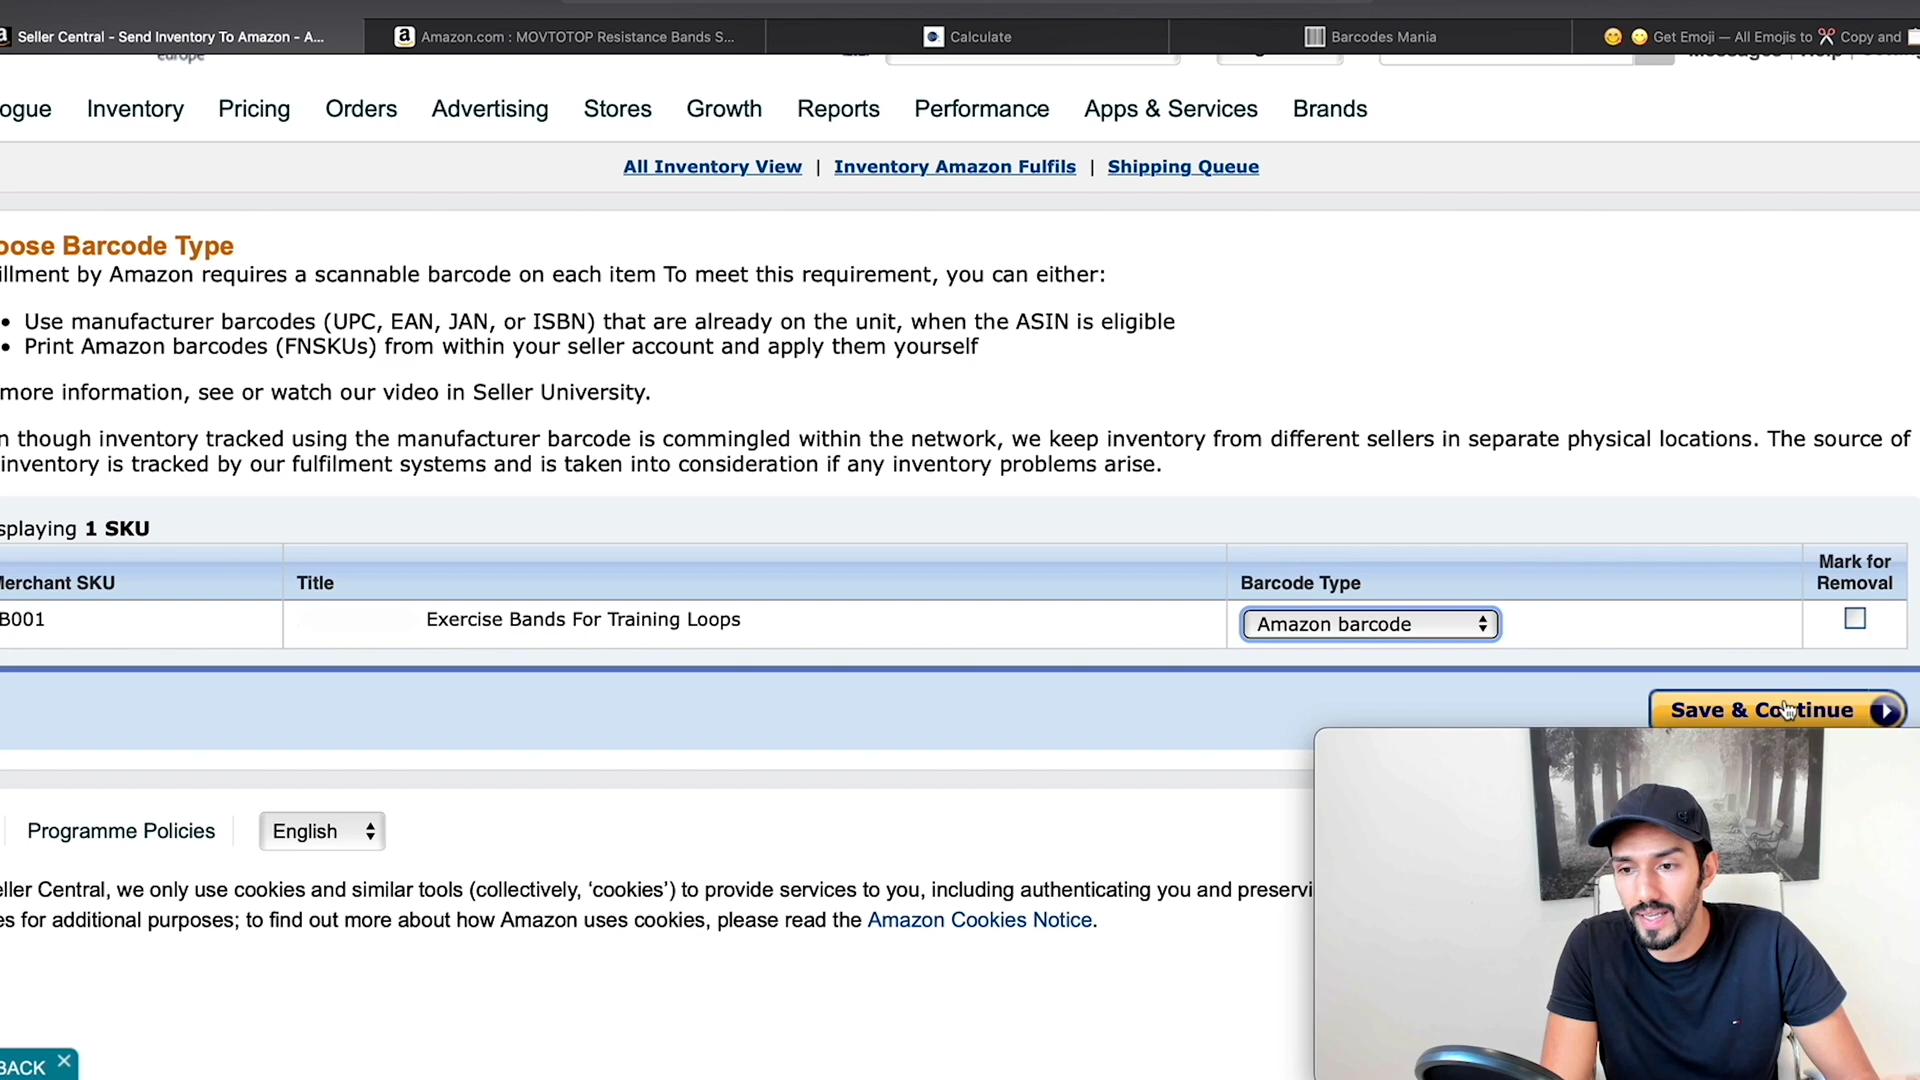 Seller Central - Send Inventory To Amazon - A...
Amazon.com : MOVTOTOP Resistance Bands S...
Calculate
Barcodes Mania
Get Emoji — All Emojis to ✂️ Copy and
europe
ogue Inventory Pricing Orders Advertising Stores Growth Reports Performance Apps & Services Brands
All Inventory View | Inventory Amazon Fulfils | Shipping Queue
oose Barcode Type
illment by Amazon requires a scannable barcode on each item To meet this requirement, you can either:
• Use manufacturer barcodes (UPC, EAN, JAN, or ISBN) that are already on the unit, when the ASIN is eligible
• Print Amazon barcodes (FNSKUs) from within your seller account and apply them yourself
more information, see or watch our video in Seller University.
n though inventory tracked using the manufacturer barcode is commingled within the network, we keep inventory from different sellers in separate physical locations. The source of
inventory is tracked by our fulfilment systems and is taken into consideration if any inventory problems arise.
splaying 1 SKU
Merchant SKU Title Barcode Type Mark for Removal
B001 Exercise Bands For Training Loops Amazon barcode
Save & Continue
Programme Policies English
eller Central, we only use cookies and similar tools (collectively, ‘cookies’) to provide services to you, including authenticating you and preservi
es for additional purposes; to find out more about how Amazon uses cookies, please read the Amazon Cookies Notice.
BACK ×